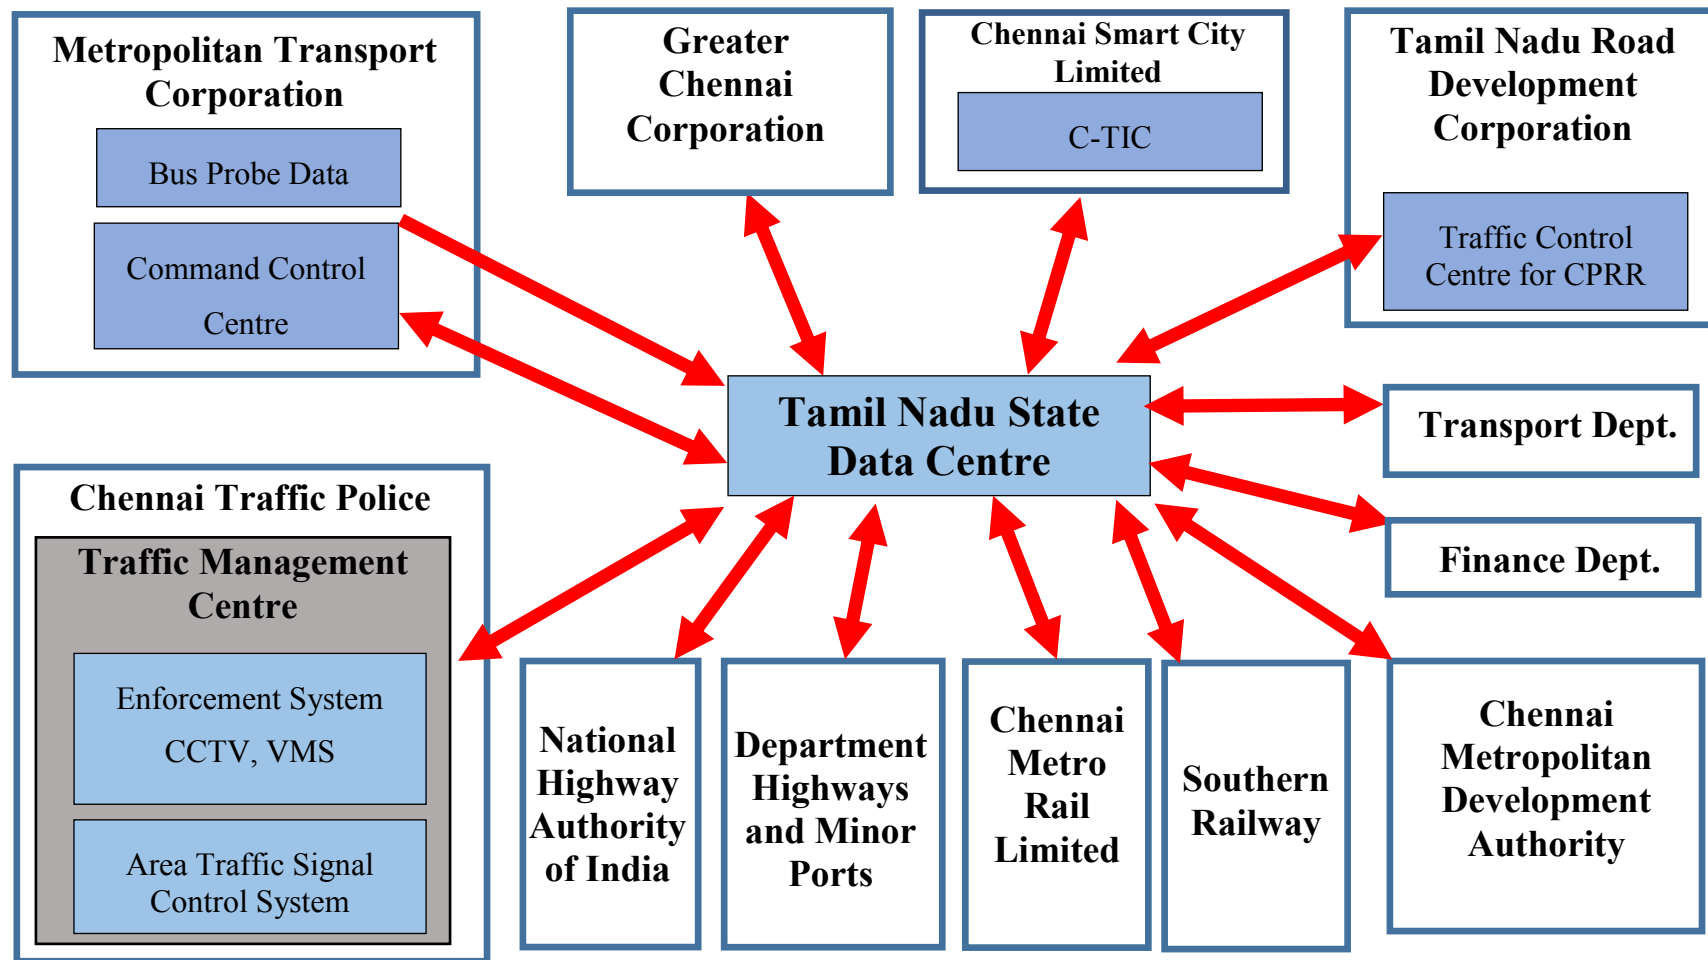 Metropolitan Transport
Corporation
Bus Probe Data
Command Control
Centre
Greater
Chennai
Corporation
Chennai Smart City
Limited
C-TIC
Tamil Nadu Road
Development
Corporation
Traffic Control
Centre for CPRR
Tamil Nadu State
Data Centre
Transport Dept.
Finance Dept.
Chennai Traffic Police
Traffic Management
Centre
Enforcement System
CCTV, VMS
Area Traffic Signal
Control System
National
Highway
Authority
of India
Department
Highways
and Minor
Ports
Chennai
Metro
Rail
Limited
Southern
Railway
Chennai
Metropolitan
Development
Authority